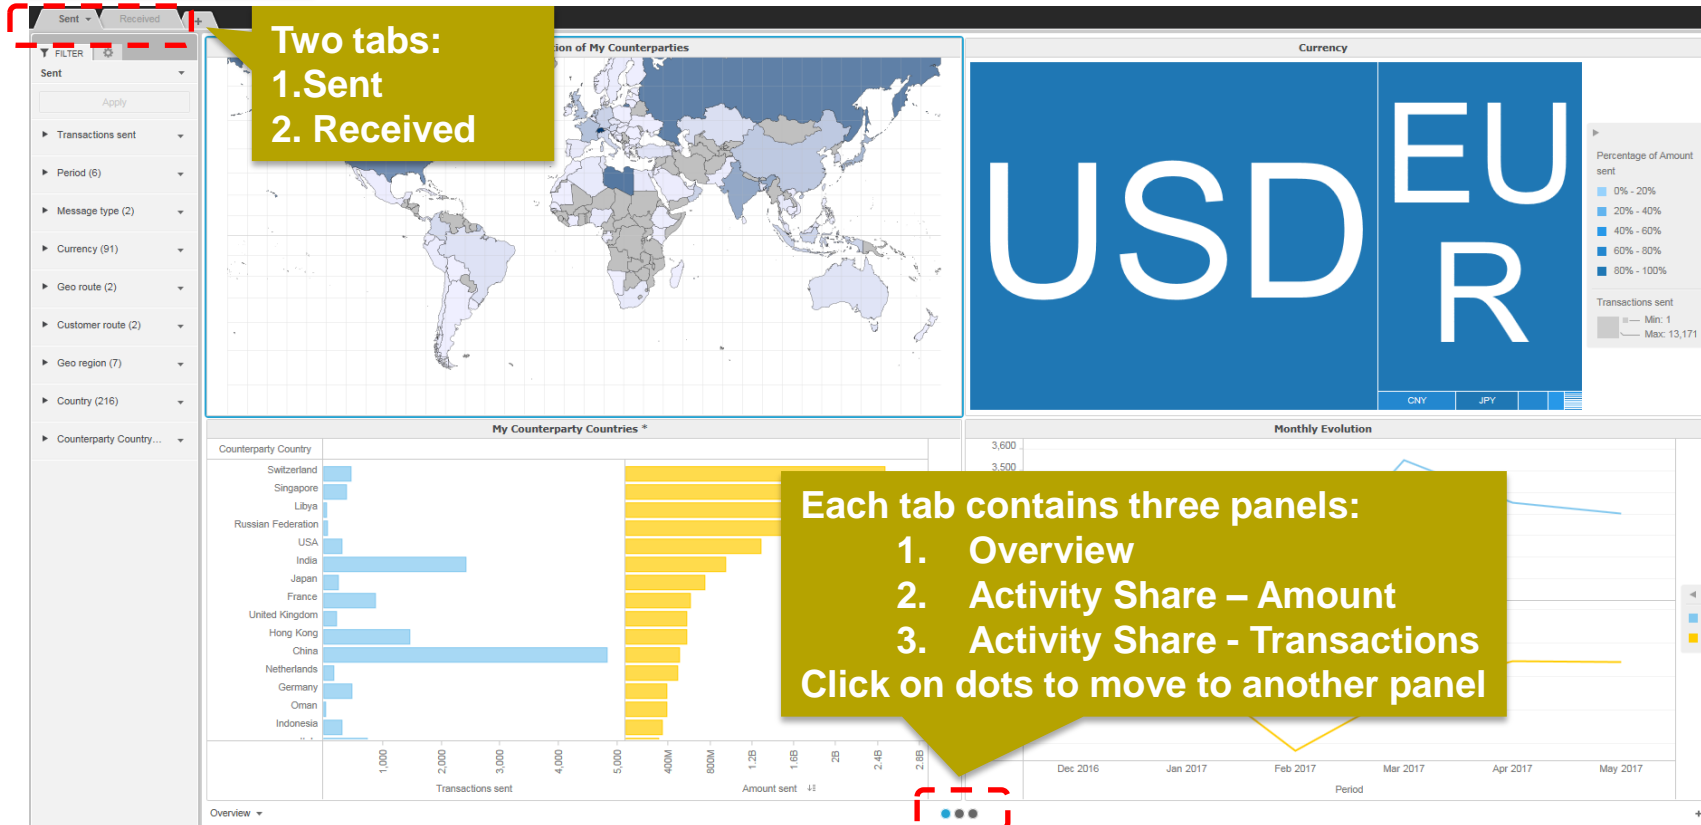 Sent
Received
+
Two tabs:
1.Sent
2. Received
FILTER
Sent
Apply
Transactions sent
Period (6)
Message type (2)
Currency (91)
Geo route (2)
Customer route (2)
Geo region (7)
Country (216)
Counterparty Country...
ion of My Counterparties
Currency
USD
EU
R
CNY
JPY
Percentage of Amount
sent
0% - 20%
20% - 40%
40% - 60%
60% - 80%
80% - 100%
Transactions sent
Min: 1
Max: 13,171
My Counterparty Countries *
Counterparty Country
Switzerland
Singapore
Libya
Russian Federation
USA
India
Japan
France
United Kingdom
Hong Kong
China
Netherlands
Germany
Oman
Indonesia
1,000
2,000
3,000
4,000
5,000
400M
800M
1.2B
1.6B
2B
2.4B
2.8B
Transactions sent
Amount sent
Monthly Evolution
3,600
3,500
Each tab contains three panels:
1. Overview
2. Activity Share – Amount
3. Activity Share - Transactions
Click on dots to move to another panel
Dec 2016
Jan 2017
Feb 2017
Mar 2017
Apr 2017
May 2017
Period
Overview